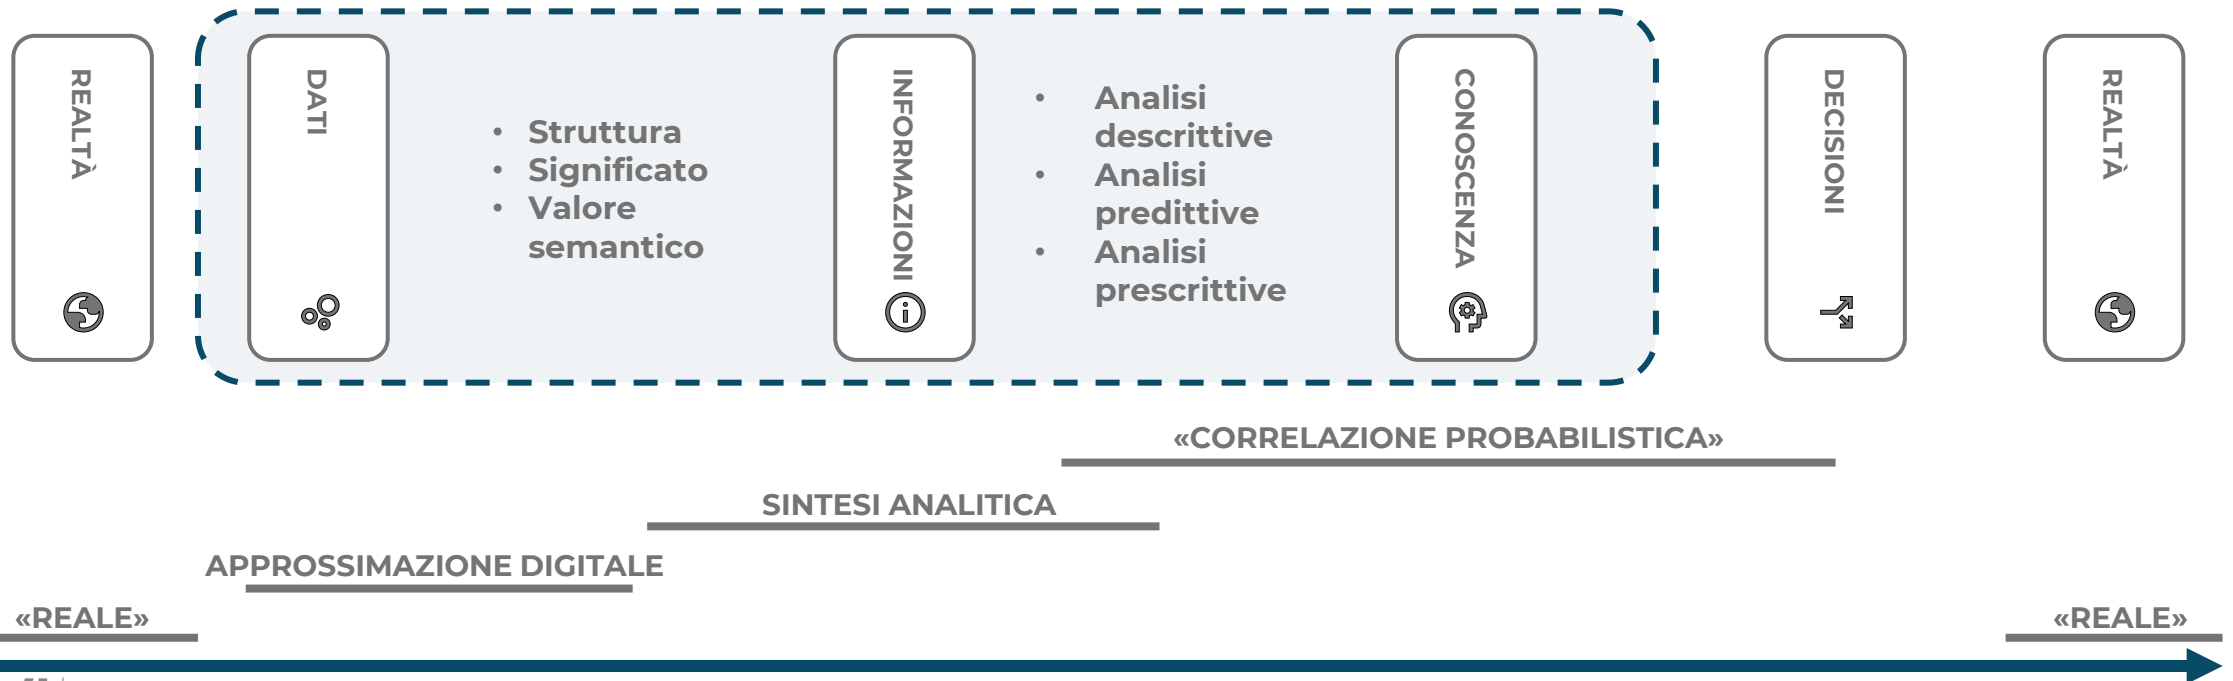 REALTÀ
DATI
• Struttura
• Significato
• Valore
semantico
INFORMAZIONI
• Analisi
descrittive
• Analisi
predittive
• Analisi
prescrittive
CONOSCENZA
DECISIONI
REALTÀ
«CORRELAZIONE PROBABILISTICA»
SINTESI ANALITICA
APPROSSIMAZIONE DIGITALE
«REALE»
«REALE»